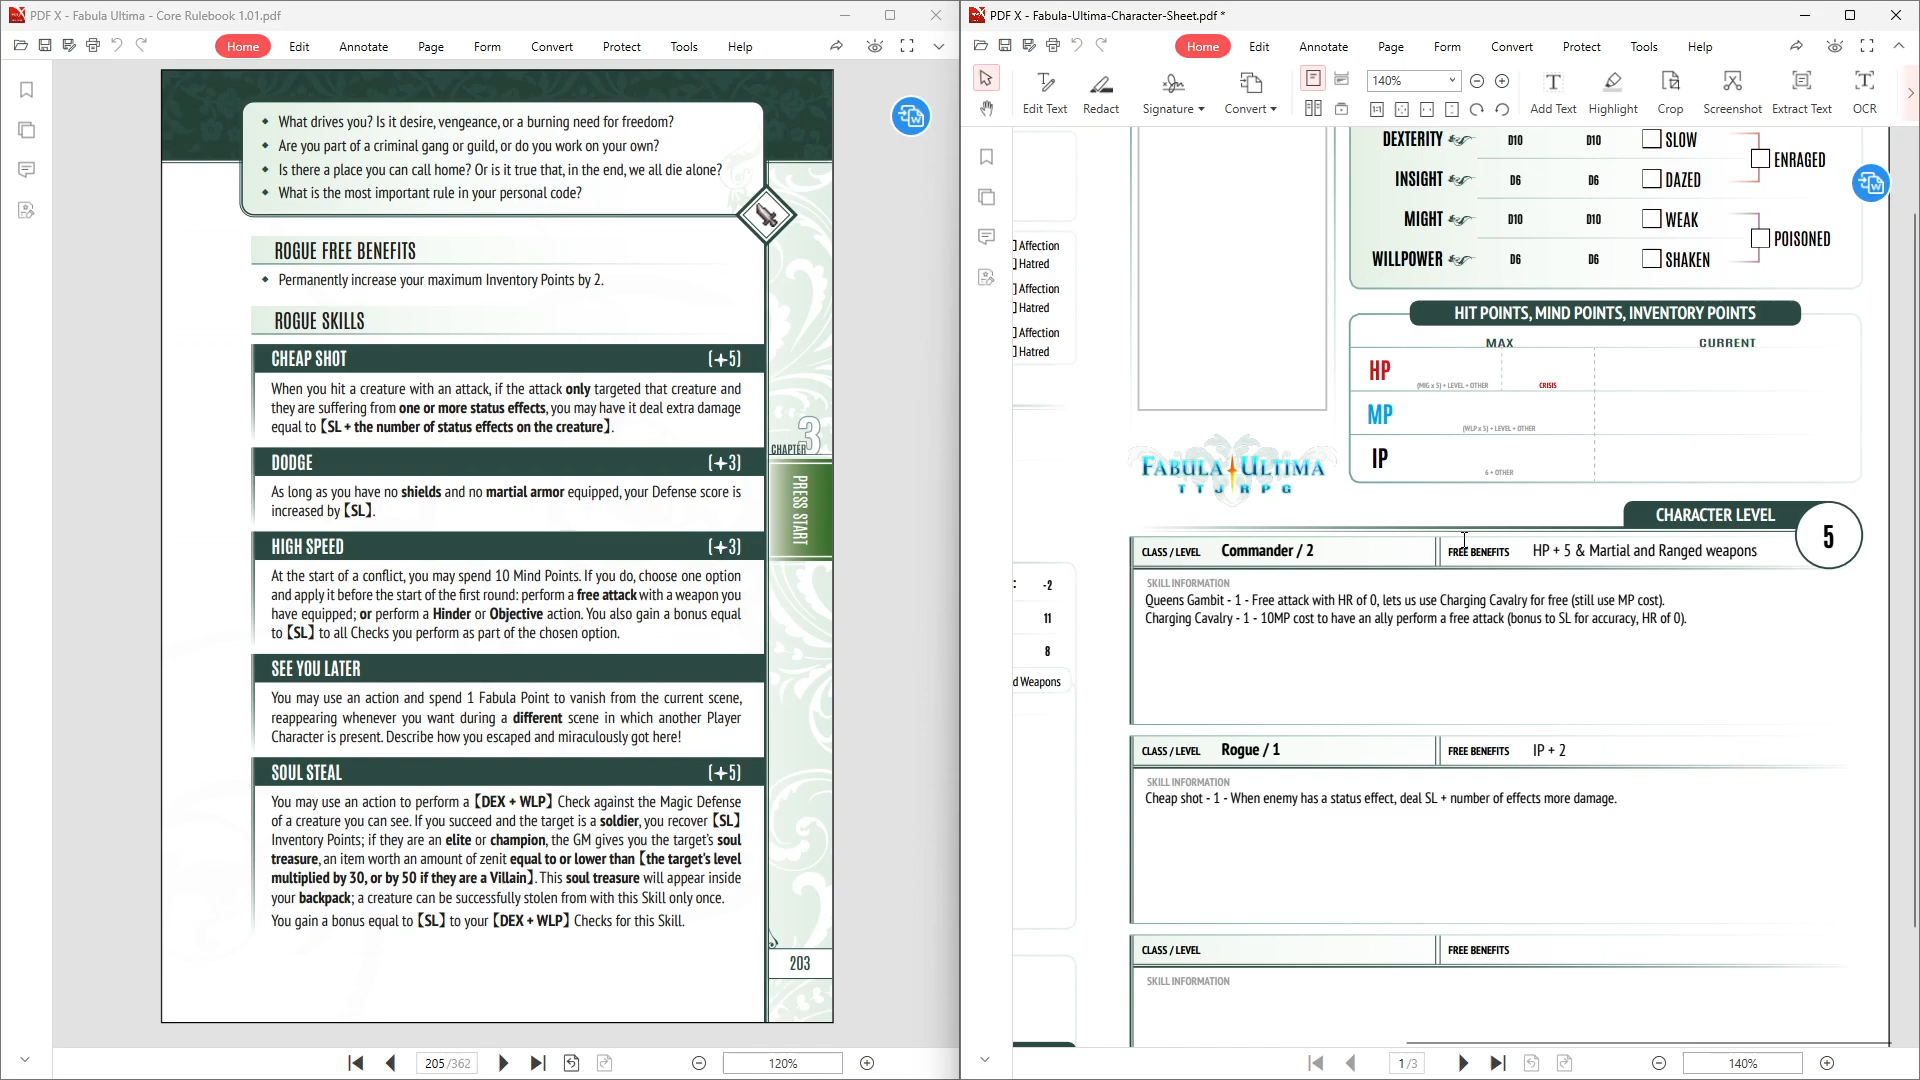 PDF X - Fabula Ultima - Core Rulebook 1.01.pdf
Home Edit Annotate Page Form Convert Protect Tools Help
What drives you? Is it desire, vengeance, or a burning need for freedom?
Are you part of a criminal gang or guild, or do you work on your own?
Is there a place you can call home? Or is it true that, in the end, we all die alone?
What is the most important rule in your personal code?
ROGUE FREE BENEFITS
Permanently increase your maximum Inventory Points by 2.
ROGUE SKILLS
CHEAP SHOT (✦5)
When you hit a creature with an attack, if the attack only targeted that creature and
they are suffering from one or more status effects, you may have it deal extra damage
equal to 【SL + the number of status effects on the creature】.
DODGE (✦3)
As long as you have no shields and no martial armor equipped, your Defense score is
increased by 【SL】.
HIGH SPEED (✦3)
At the start of a conflict, you may spend 10 Mind Points. If you do, choose one option
and apply it before the start of the first round: perform a free attack with a weapon you
have equipped; or perform a Hinder or Objective action. You also gain a bonus equal
to 【SL】 to all Checks you perform as part of the chosen option.
SEE YOU LATER
You may use an action and spend 1 Fabula Point to vanish from the current scene,
reappearing whenever you want during a different scene in which another Player
Character is present. Describe how you escaped and miraculously got here!
SOUL STEAL (✦5)
You may use an action to perform a 【DEX + WLP】 Check against the Magic Defense
of a creature you can see. If you succeed and the target is a soldier, you recover 【SL】
Inventory Points; if they are an elite or champion, the GM gives you the target's soul
treasure, an item worth an amount of zenit equal to or lower than 【the target's level
multiplied by 30, or by 50 if they are a Villain】. This soul treasure will appear inside
your backpack; a creature can be successfully stolen from with this Skill only once.
You gain a bonus equal to 【SL】 to your 【DEX + WLP】 Checks for this Skill.
CHAPTER 3
PRESS START
203
205 /362
120%
PDF X - Fabula-Ultima-Character-Sheet.pdf *
Home Edit Annotate Page Form Convert Protect Tools Help
140%
Edit Text Redact Signature Convert Add Text Highlight Crop Screenshot Extract Text OCR
DEXTERITY D10 D10 SLOW
ENRAGED
INSIGHT D6 D6 DAZED
MIGHT D10 D10 WEAK
POISONED
WILLPOWER D6 D6 SHAKEN
Affection
Hatred
Affection
Hatred
Affection
Hatred
HIT POINTS, MIND POINTS, INVENTORY POINTS
MAX CURRENT
HP
(MIG x 5) + LEVEL + OTHER CRISIS
MP
(WLP x 5) + LEVEL + OTHER
IP
6 + OTHER
FABULA ULTIMA
TTJRPG
CHARACTER LEVEL
5
CLASS / LEVEL Commander / 2 FREE BENEFITS HP + 5 & Martial and Ranged weapons
SKILL INFORMATION
Queens Gambit - 1 - Free attack with HR of 0, lets us use Charging Cavalry for free (still use MP cost).
Charging Cavalry - 1 - 10MP cost to have an ally perform a free attack (bonus to SL for accuracy, HR of 0).
: -2
11
8
d Weapons
CLASS / LEVEL Rogue / 1 FREE BENEFITS IP + 2
SKILL INFORMATION
Cheap shot - 1 - When enemy has a status effect, deal SL + number of effects more damage.
CLASS / LEVEL FREE BENEFITS
SKILL INFORMATION
1 /3
140%